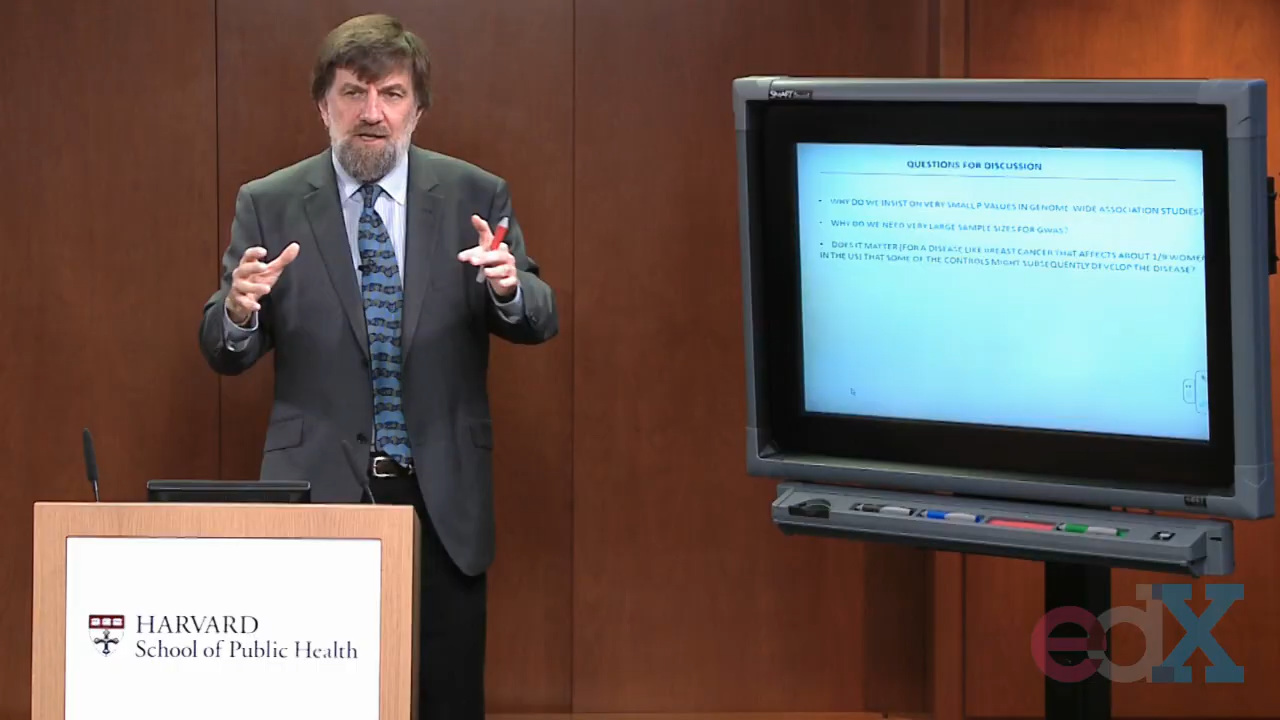 SMART Board
QUESTIONS FOR DISCUSSION
• WHY DO WE INSIST ON VERY SMALL P VALUES IN GENOME-WIDE ASSOCIATION STUDIES?
• WHY DO WE NEED VERY LARGE SAMPLE SIZES FOR GWAS?
• DOES IT MATTER (FOR A DISEASE LIKE BREAST CANCER THAT AFFECTS ABOUT 1/9 WOMEN
IN THE US) THAT SOME OF THE CONTROLS MIGHT SUBSEQUENTLY DEVELOP THE DISEASE?
HARVARD
School of Public Health
edX